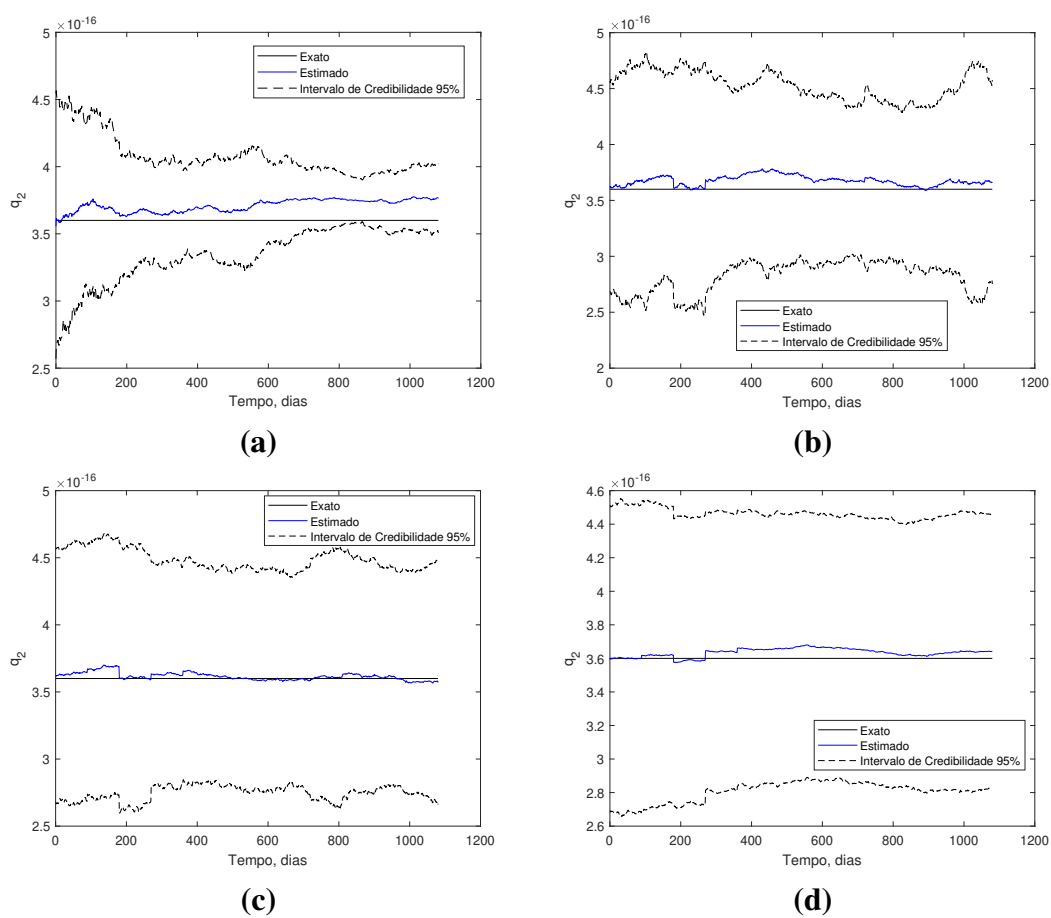 ×10⁻¹⁶
5
4.5
4
3.5
3
2.5
q₂
0 200 400 600 800 1000 1200
Tempo, dias
Exato
Estimado
Intervalo de Credibilidade 95%
(a)
×10⁻¹⁶
5
4.5
4
3.5
3
2.5
2
q₂
0 200 400 600 800 1000 1200
Tempo, dias
Exato
Estimado
Intervalo de Credibilidade 95%
(b)
×10⁻¹⁶
5
4.5
4
3.5
3
2.5
q₂
0 200 400 600 800 1000 1200
Tempo, dias
Exato
Estimado
Intervalo de Credibilidade 95%
(c)
×10⁻¹⁶
4.6
4.4
4.2
4
3.8
3.6
3.4
3.2
3
2.8
2.6
q₂
0 200 400 600 800 1000 1200
Tempo, dias
Exato
Estimado
Intervalo de Credibilidade 95%
(d)